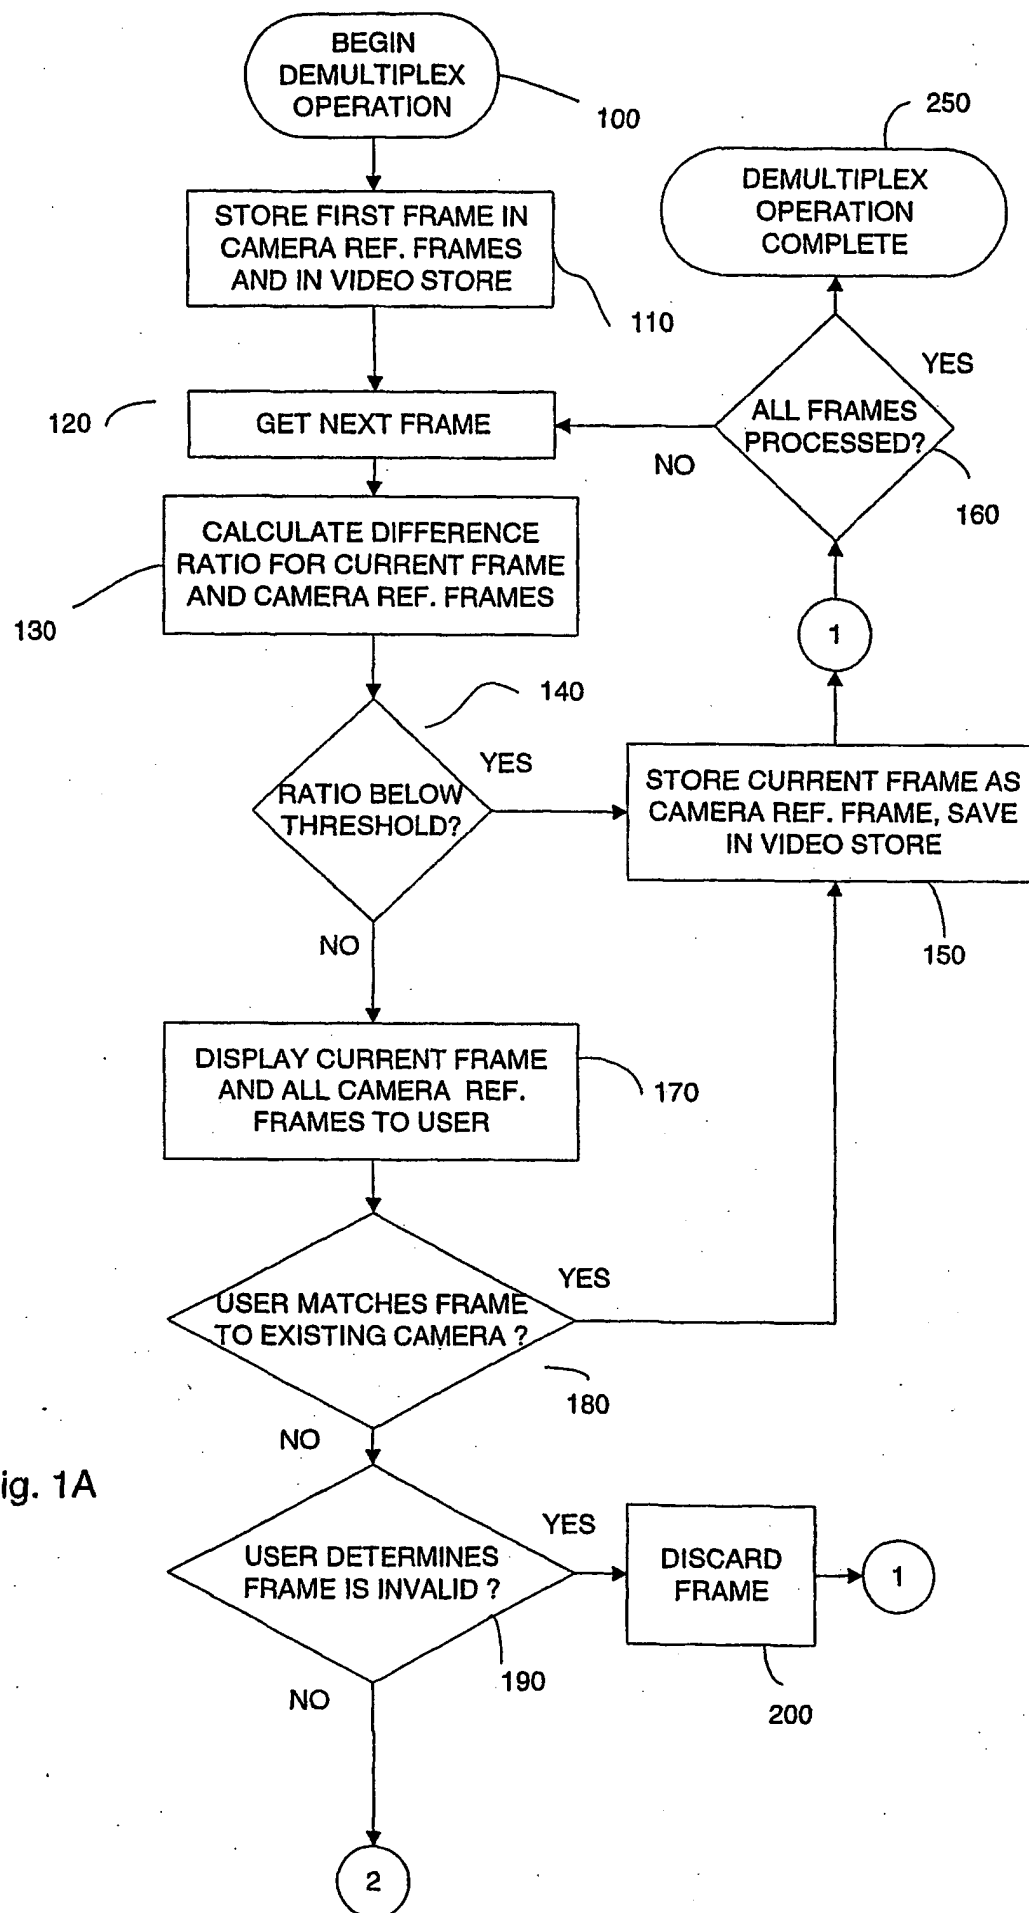 BEGIN
DEMULTIPLEX
OPERATION
100
250
DEMULTIPLEX
OPERATION
COMPLETE
STORE FIRST FRAME IN
CAMERA REF. FRAMES
AND IN VIDEO STORE
110
YES
ALL FRAMES
PROCESSED?
NO
160
120
GET NEXT FRAME
CALCULATE DIFFERENCE
RATIO FOR CURRENT FRAME
AND CAMERA REF. FRAMES
130
1
140
YES
RATIO BELOW
THRESHOLD?
NO
STORE CURRENT FRAME AS
CAMERA REF. FRAME, SAVE
IN VIDEO STORE
150
DISPLAY CURRENT FRAME
AND ALL CAMERA REF.
FRAMES TO USER
170
YES
USER MATCHES FRAME
TO EXISTING CAMERA ?
180
NO
ig. 1A
YES
USER DETERMINES
FRAME IS INVALID ?
190
NO
DISCARD
FRAME
1
200
2